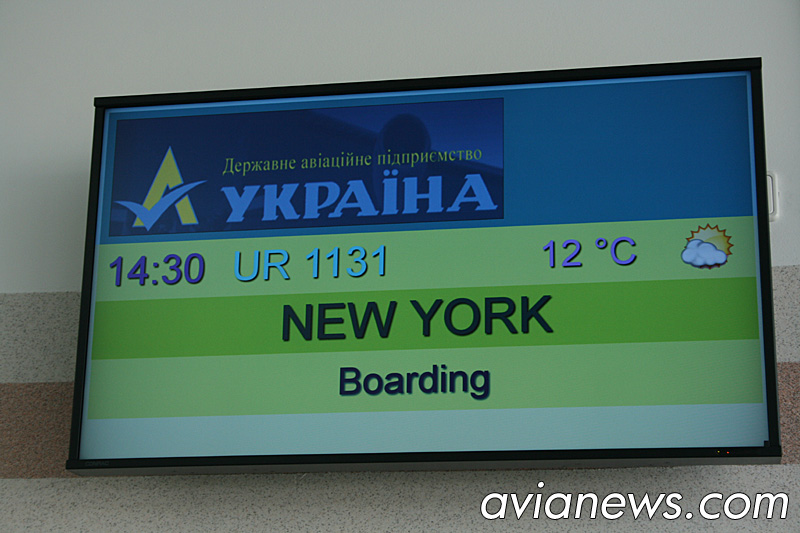 Державне авіаційне підприємство
УКРАЇНА
14:30 UR 1131 12 °C
NEW YORK
Boarding
avianews.com